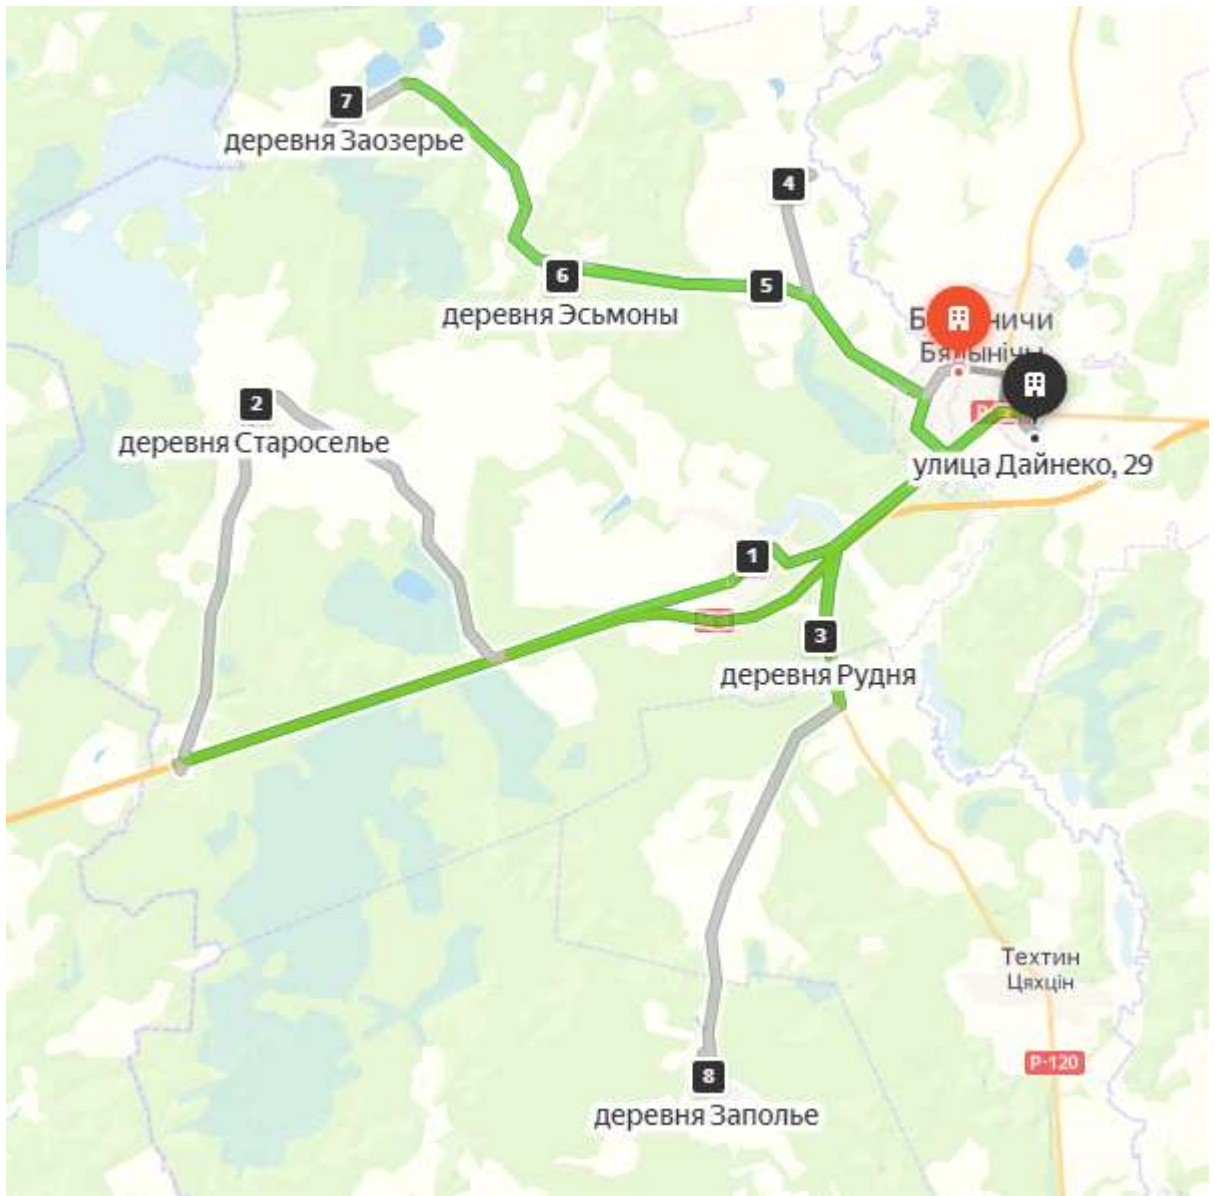 7
деревня Заозерье
4
6
5
деревня Эсьмоны
2
деревня Староселье
улица Дайнеко, 29
1
3
деревня Рудня
Техтин
Цяхцін
P-120
8
деревня Заполье